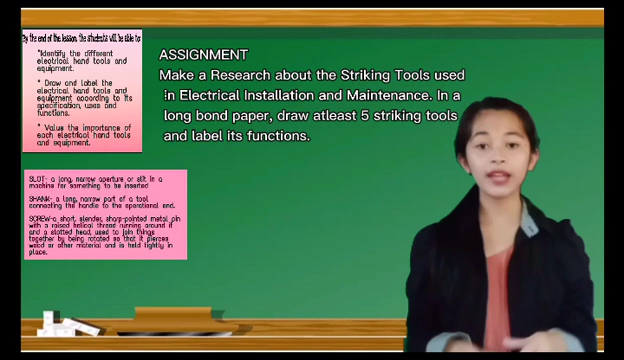 By the end of the lesson, the students will be able to:
*Identify the different
electrical hand tools and
equipment.
* Draw and label the
electrical hand tools and
equipment according to its
specification, uses and
functions.
* Value the importance of
each electrical hand tools
and equipment.
SLOT- a long, narrow aperture or slit in a
machine for something to be inserted
SHANK- a long, narrow part of a tool
connecting the handle to the operational end.
SCREW-a short, slender, sharp-pointed metal pin
with a raised helical thread running around it
and a slotted head, used to join things
together by being rotated so that it pierces
wood or other material and is held tightly in
place.
ASSIGNMENT
Make a Research about the Striking Tools used
in Electrical Installation and Maintenance. In a
long bond paper, draw atleast 5 striking tools
and label its functions.